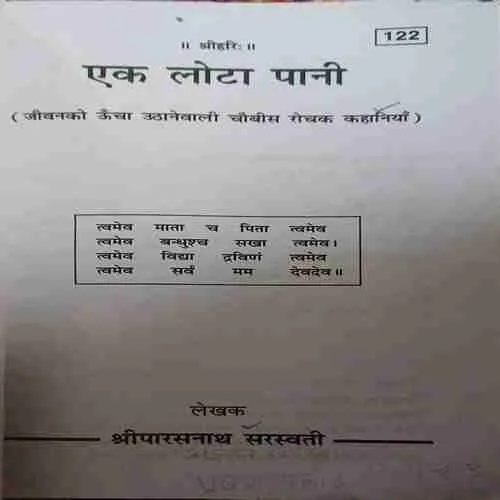 122
॥ श्रीहरिः ॥
एक लोटा पानी
( जीवनको ऊँचा उठानेवाली चौबीस रोचक कहानियाँ )
त्वमेव माता च पिता त्वमेव
त्वमेव बन्धुश्च सखा त्वमेव।
त्वमेव विद्या द्रविणं त्वमेव
त्वमेव सर्वं मम देवदेव॥
लेखक
श्रीपारसनाथ सरस्वती